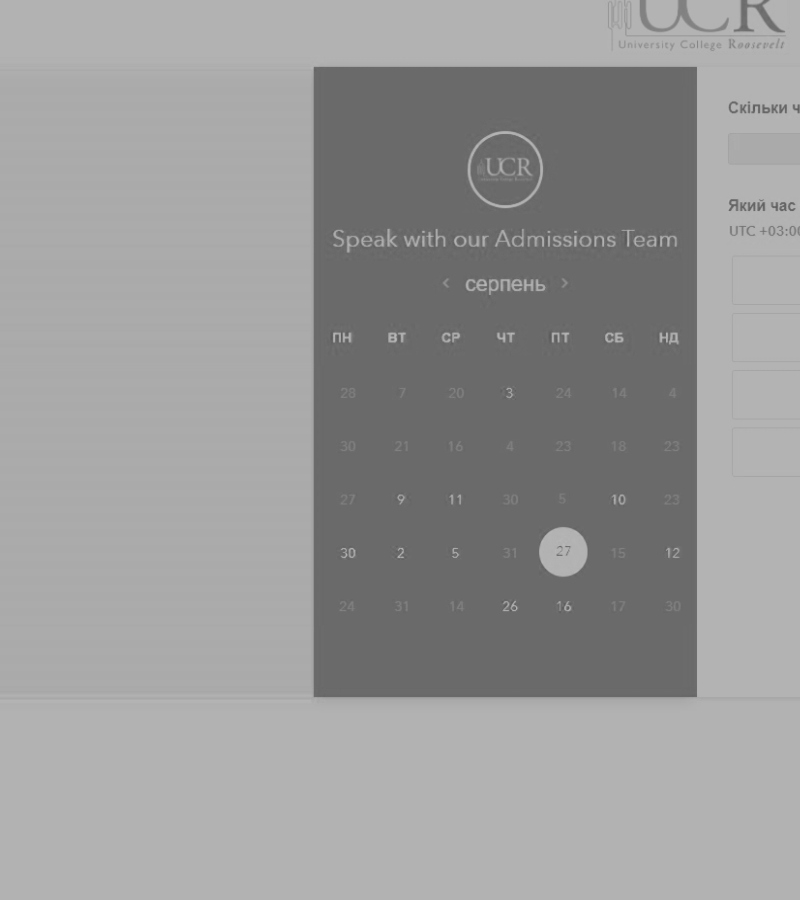 UCR
University College Roosevelt
Скільки ч
UCR
Який час
UTC +03:00
Speak with our Admissions Team
серпень
ПН ВТ СР ЧТ ПТ СБ НД
28 7 20 3 24 14 4
30 21 16 4 23 18 23
27 9 11 30 5 10 23
30 2 5 31 27 15 12
24 31 14 26 16 17 30